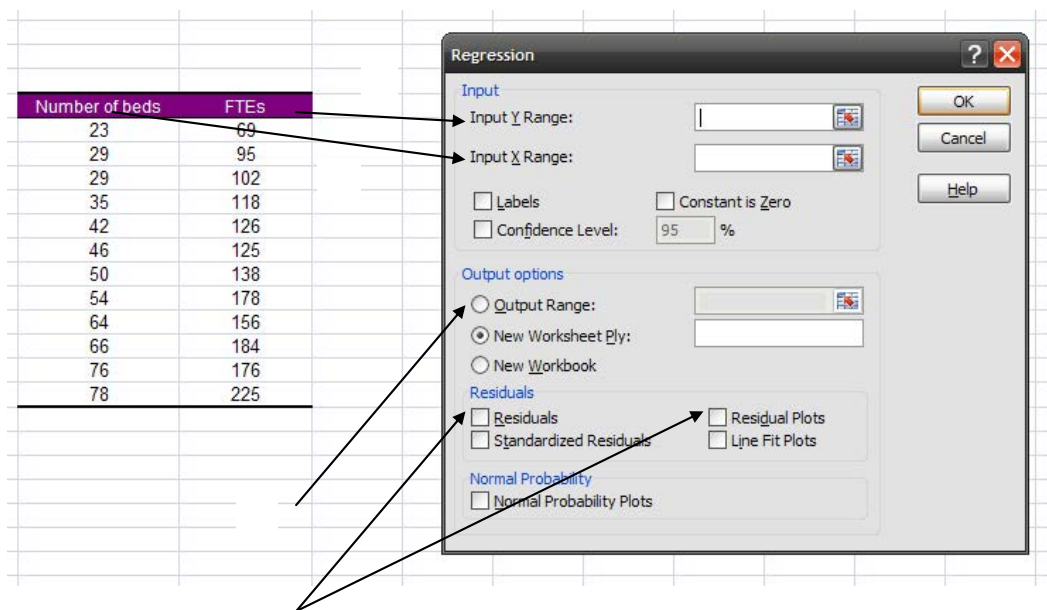 Number of beds FTEs
23 69
29 95
29 102
35 118
42 126
46 125
50 138
54 178
64 156
66 184
76 176
78 225
Regression
?
Input
Input Y Range:
Input X Range:
Labels Constant is Zero
Confidence Level: 95 %
Output options
Output Range:
New Worksheet Ply:
New Workbook
Residuals
Residuals Residual Plots
Standardized Residuals Line Fit Plots
Normal Probability
Normal Probability Plots
OK
Cancel
Help